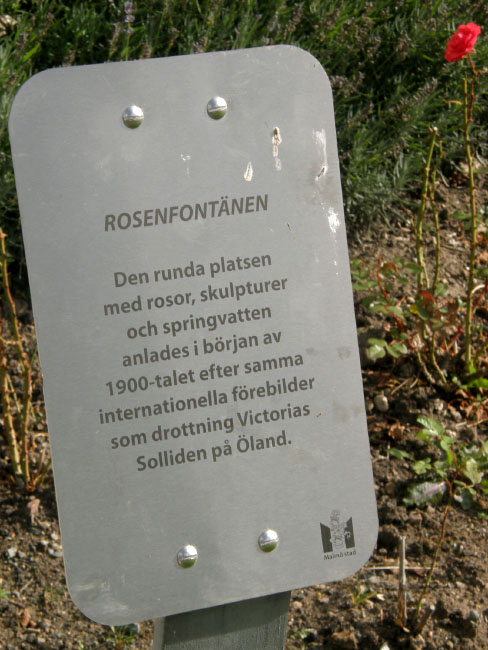 ROSENFONTÄNEN
Den runda platsen
med rosor, skulpturer
och springvatten
anlades i början av
1900-talet efter samma
internationella förebilder
som drottning Victorias
Solliden på Öland.
Malmö stad